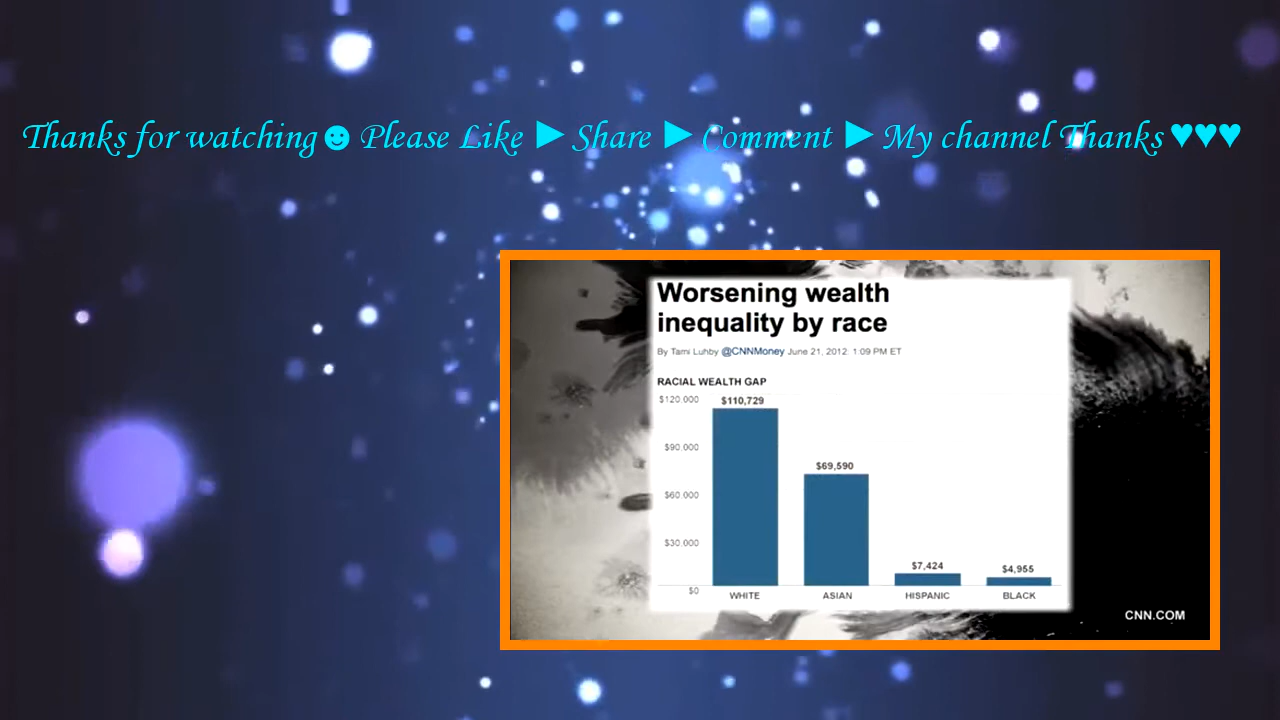 Thanks for watching☻Please Like ►Share ►Comment ►My channel Thanks♥♥♥
Worsening wealth
inequality by race
By Tami Luhby @CNNMoney June 21, 2012: 1:09 PM ET
RACIAL WEALTH GAP
$120,000
$110,729
$90,000
$69,590
$60,000
$30,000
$7,424
$4,955
$0
WHITE ASIAN HISPANIC BLACK
CNN.COM